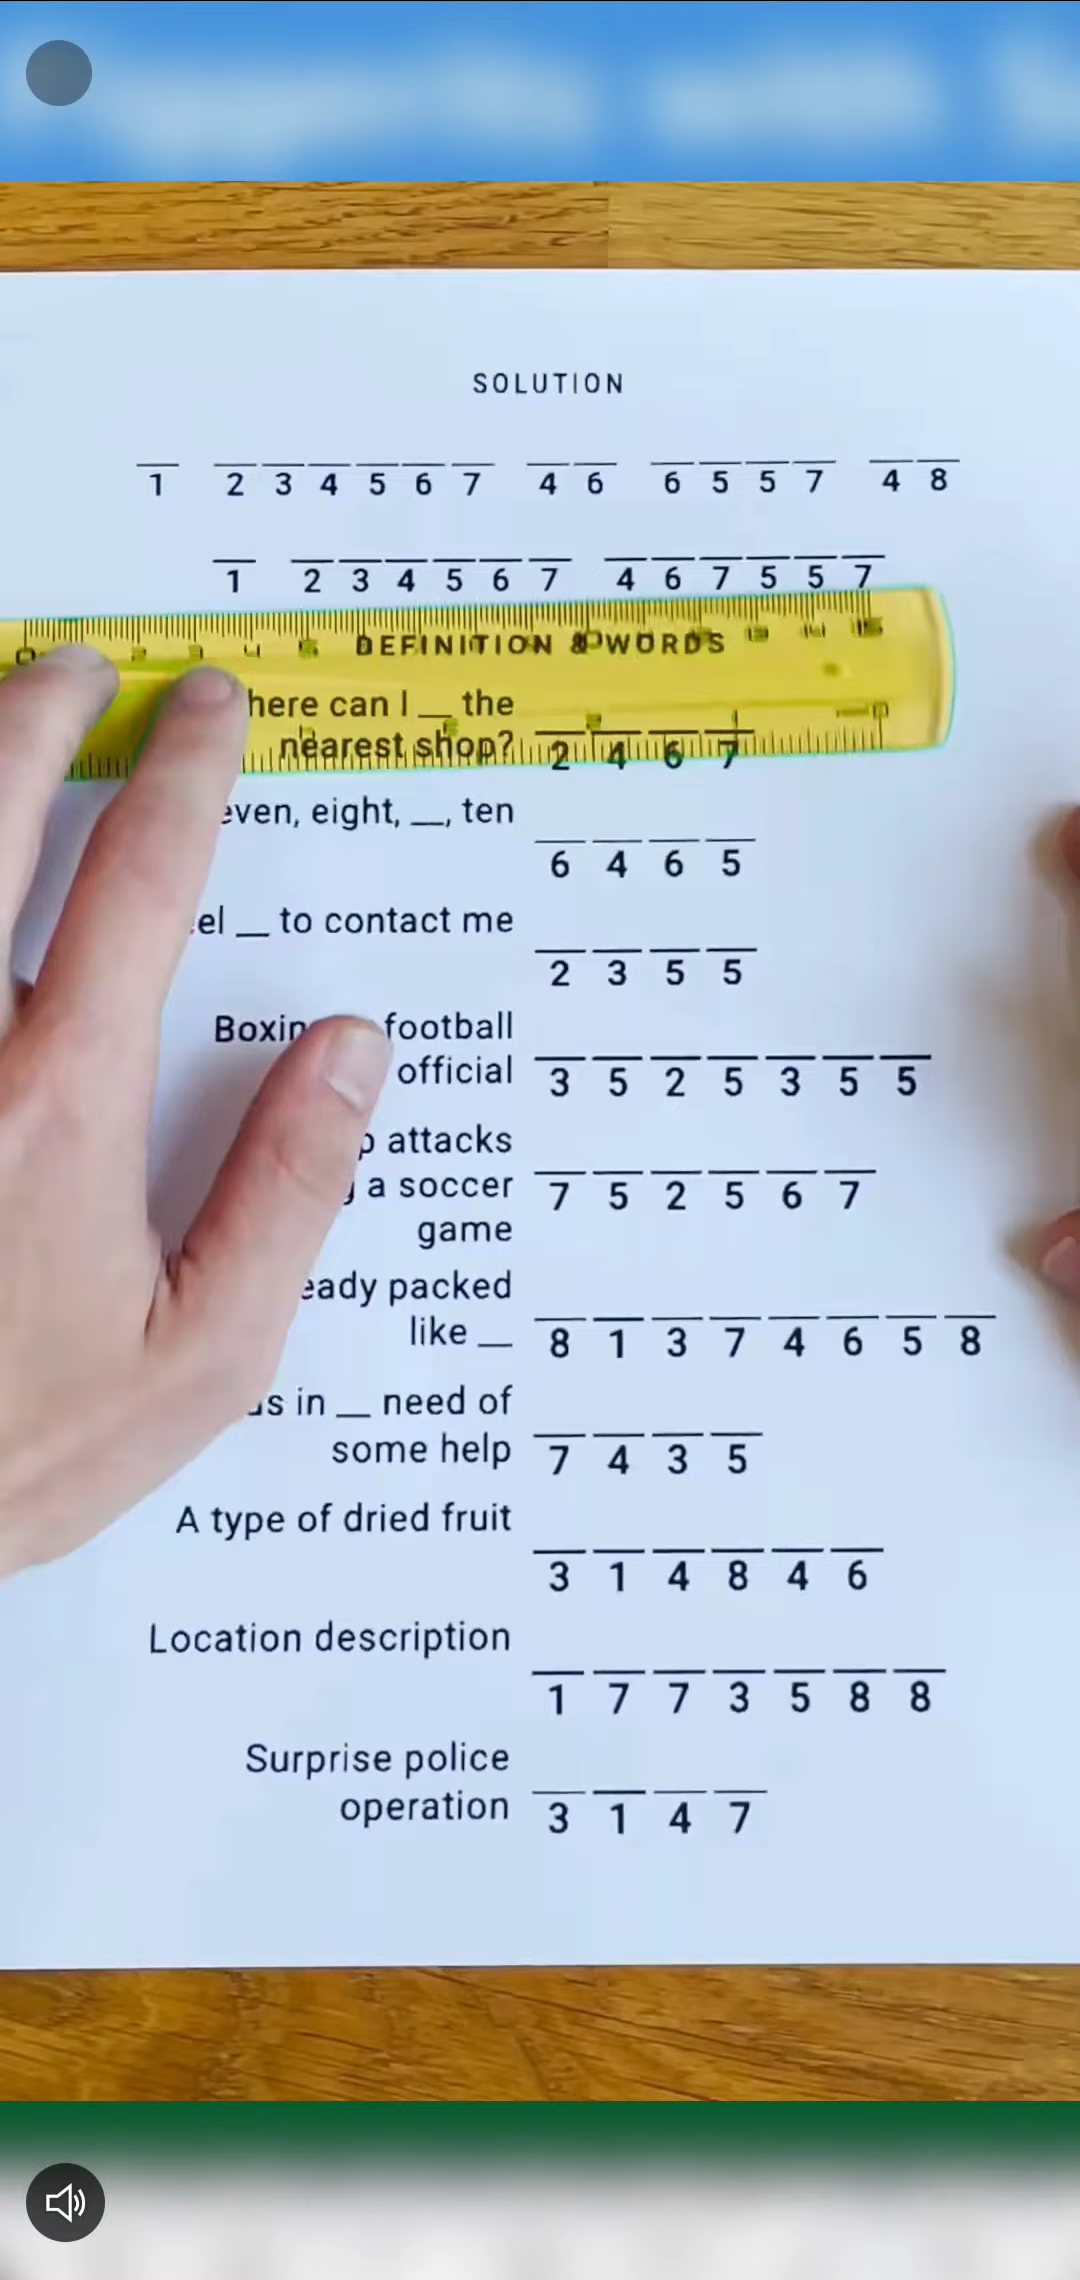 SOLUTION
1 2 3 4 5 6 7 4 6 6 5 5 7 4 8
1 2 3 4 5 6 7 4 6 7 5 5 7
DEFINITION & WORDS
here can I __ the
nearest shop? 2 4 6 7
even, eight, __, ten
6 4 6 5
el __ to contact me
2 3 5 5
Boxin football
official 3 5 2 5 3 5 5
attacks
a soccer 7 5 2 5 6 7
game
eady packed
like __ 8 1 3 7 4 6 5 8
us in __ need of
some help 7 4 3 5
A type of dried fruit
3 1 4 8 4 6
Location description
1 7 7 3 5 8 8
Surprise police
operation 3 1 4 7